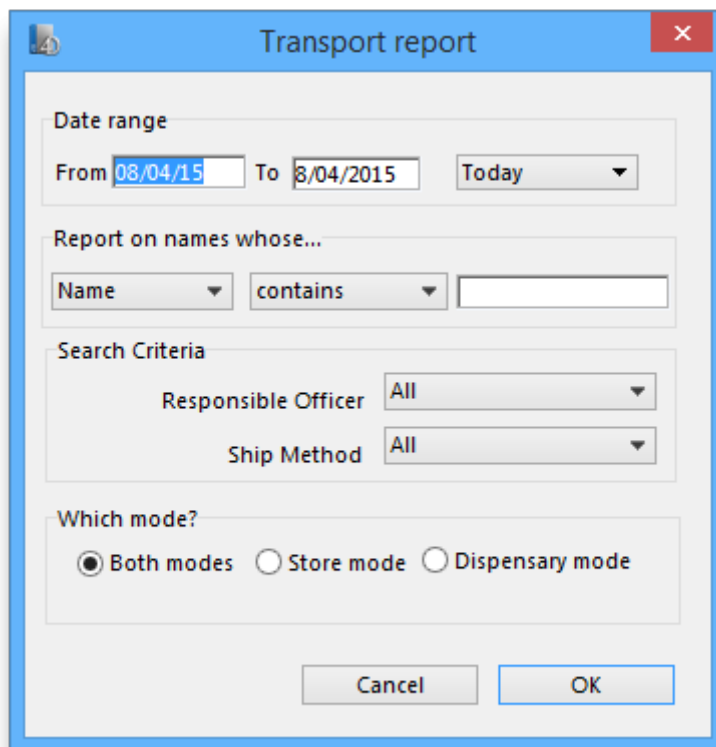 Transport report
Date range
From 08/04/15 To 8/04/2015 Today
Report on names whose...
Name contains
Search Criteria
Responsible Officer All
Ship Method All
Which mode?
Both modes Store mode Dispensary mode
Cancel OK